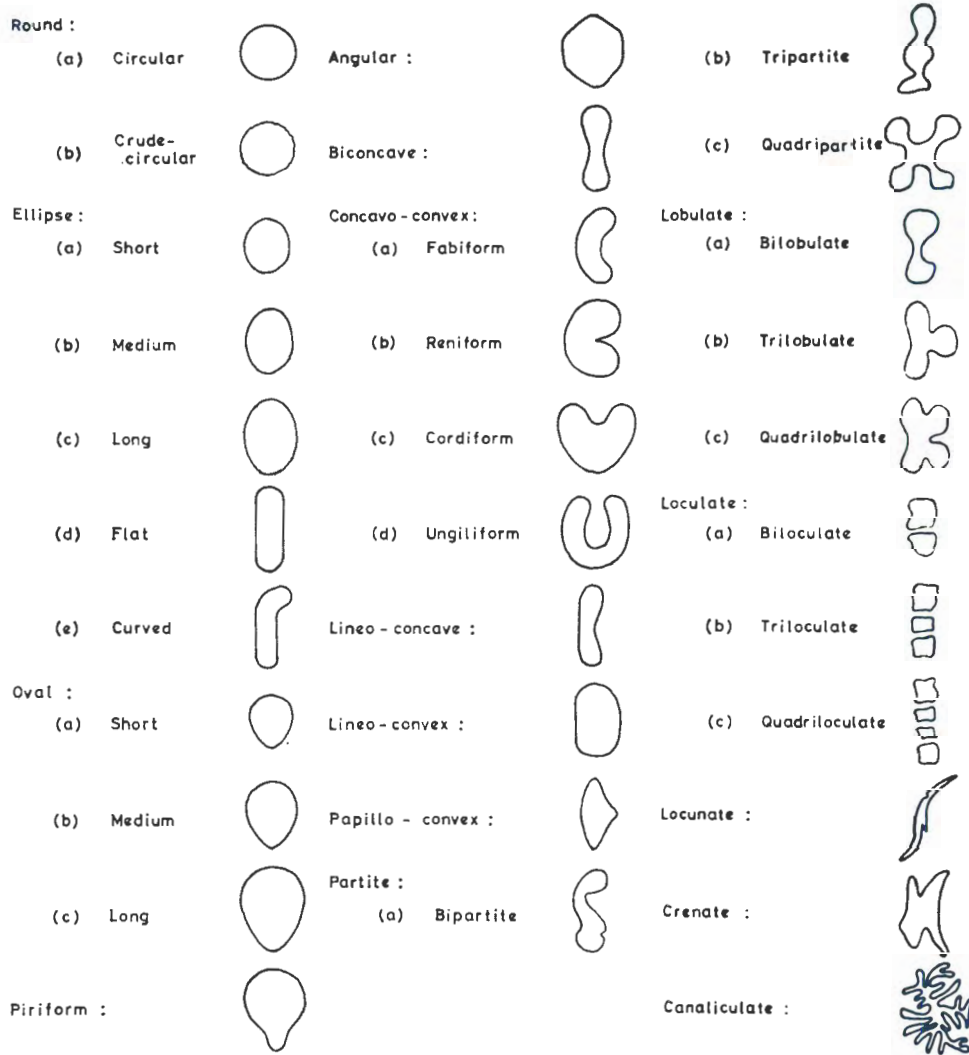 Round :
(a) Circular
(b) Crude-
.circular
Ellipse :
(a) Short
(b) Medium
(c) Long
(d) Flat
(e) Curved
Oval :
(a) Short
(b) Medium
(c) Long
Piriform :
Angular :
Biconcave :
Concavo - convex :
(a) Fabiform
(b) Reniform
(c) Cordiform
(d) Ungiliform
Lineo - concave :
Lineo - convex :
Papillo - convex :
Partite :
(a) Bipartite
(b) Tripartite
(c) Quadripartite
Lobulate :
(a) Bilobulate
(b) Trilobulate
(c) Quadrilobulate
Loculate :
(a) Biloculate
(b) Triloculate
(c) Quadriloculate
Locunate :
Crenate :
Canaliculate :